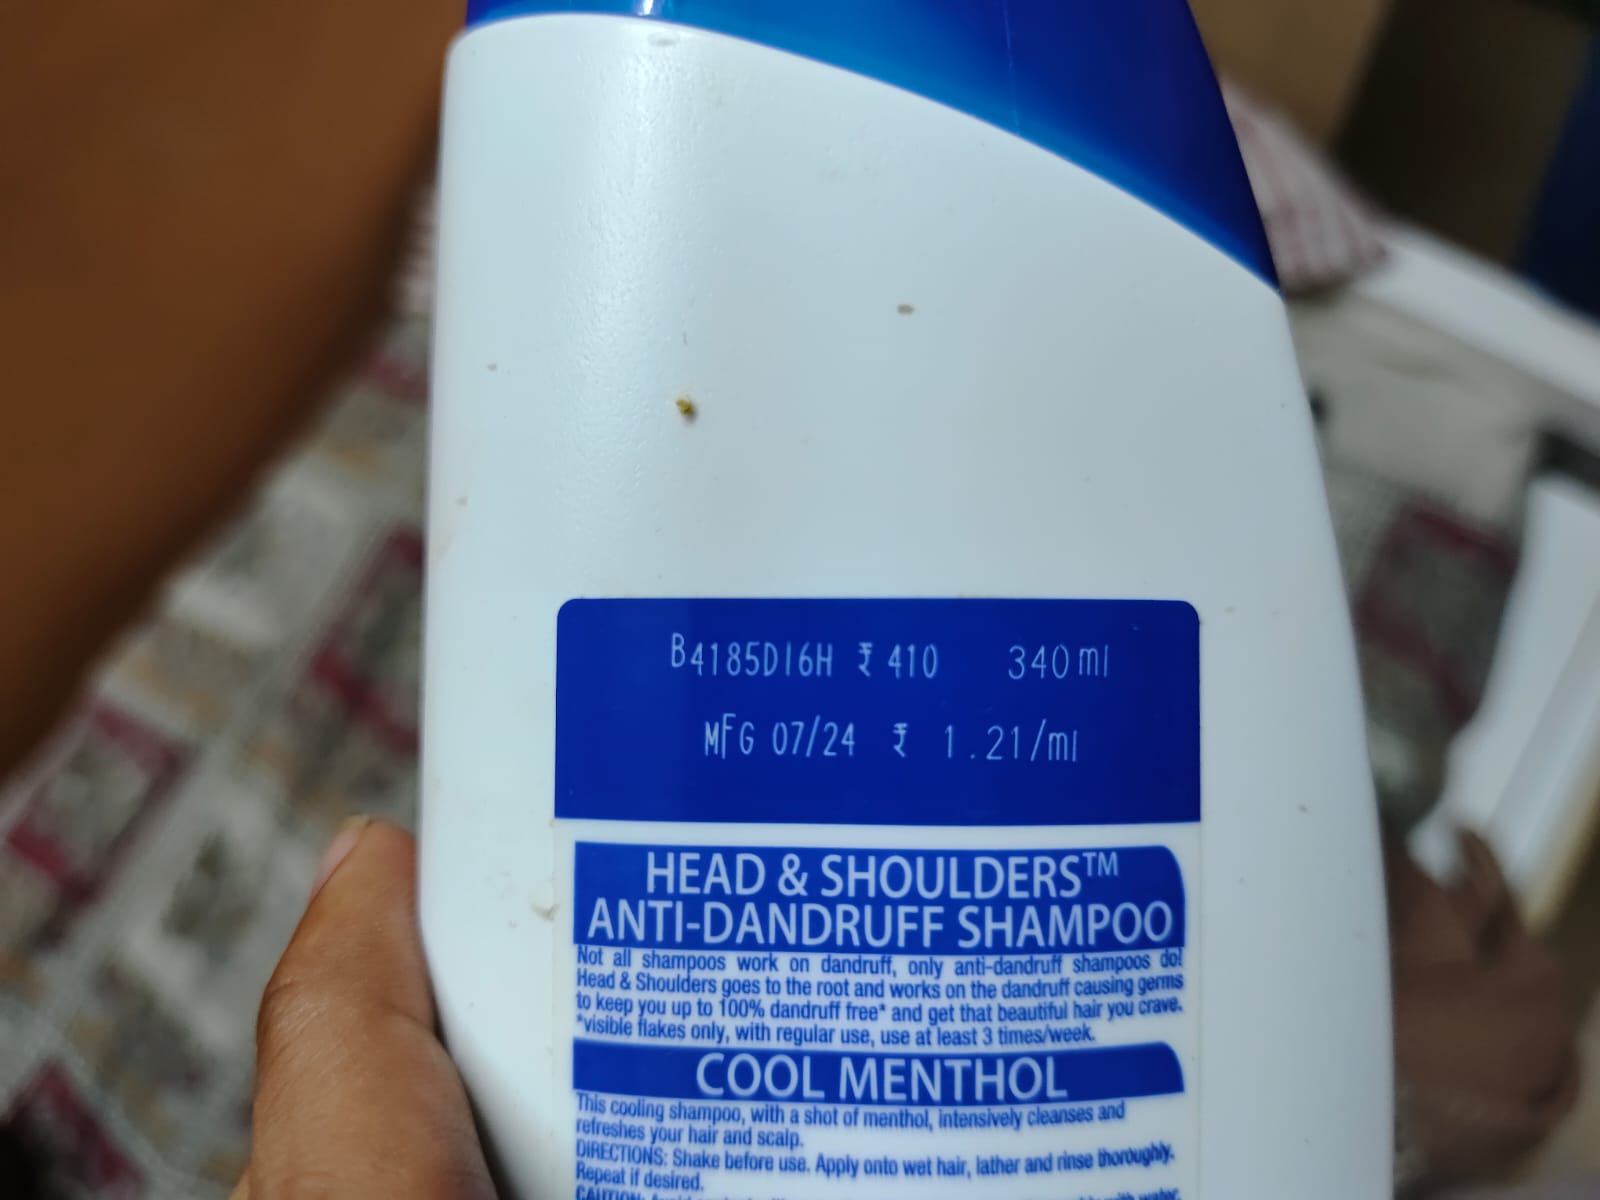 B4185D16H ₹ 410 340 ml
MFG 07/24 ₹ 1.21/ml
HEAD & SHOULDERS™
ANTI-DANDRUFF SHAMPOO
Not all shampoos work on dandruff, only anti-dandruff shampoos do!
Head & Shoulders goes to the root and works on the dandruff causing germs
to keep you up to 100% dandruff free* and get that beautiful hair you crave.
*visible flakes only, with regular use, use at least 3 times/week.
COOL MENTHOL
This cooling shampoo, with a shot of menthol, intensively cleanses and
refreshes your hair and scalp.
DIRECTIONS: Shake before use. Apply onto wet hair, lather and rinse thoroughly.
Repeat if desired.
CAUTION: Avoid